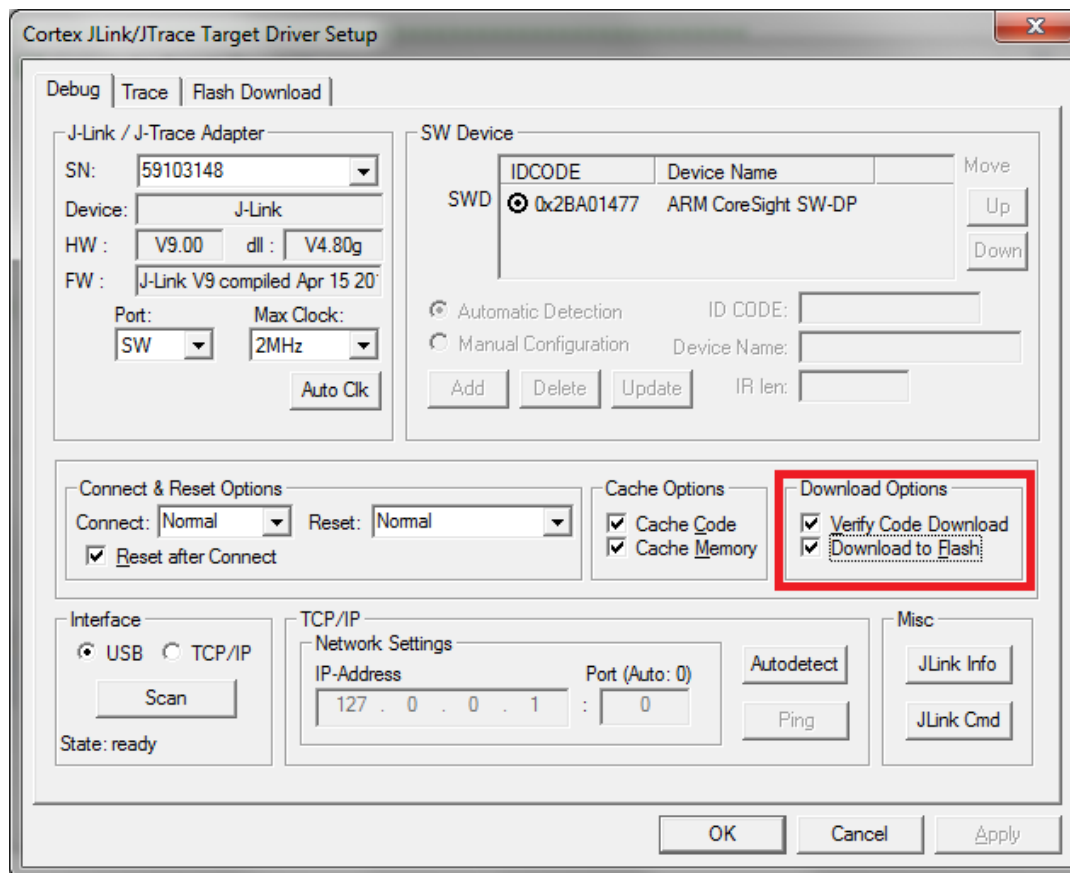 Cortex JLink/JTrace Target Driver Setup
Debug
Trace
Flash Download
J-Link / J-Trace Adapter
SN: 59103148
Device: J-Link
HW : V9.00 dll : V4.80g
FW : J-Link V9 compiled Apr 15 20
Port: Max Clock:
SW 2MHz
Auto Clk
SW Device
IDCODE Device Name
SWD 0x2BA01477 ARM CoreSight SW-DP
Move
Up
Down
Automatic Detection
Manual Configuration
ID CODE:
Device Name:
Add Delete Update IR len:
Connect & Reset Options
Connect: Normal Reset: Normal
Reset after Connect
Cache Options
Cache Code
Cache Memory
Download Options
Verify Code Download
Download to Flash
Interface
USB TCP/IP
Scan
State: ready
TCP/IP
Network Settings
IP-Address Port (Auto: 0)
127 . 0 . 0 . 1 : 0
Autodetect
Ping
Misc
JLink Info
JLink Cmd
OK Cancel Apply